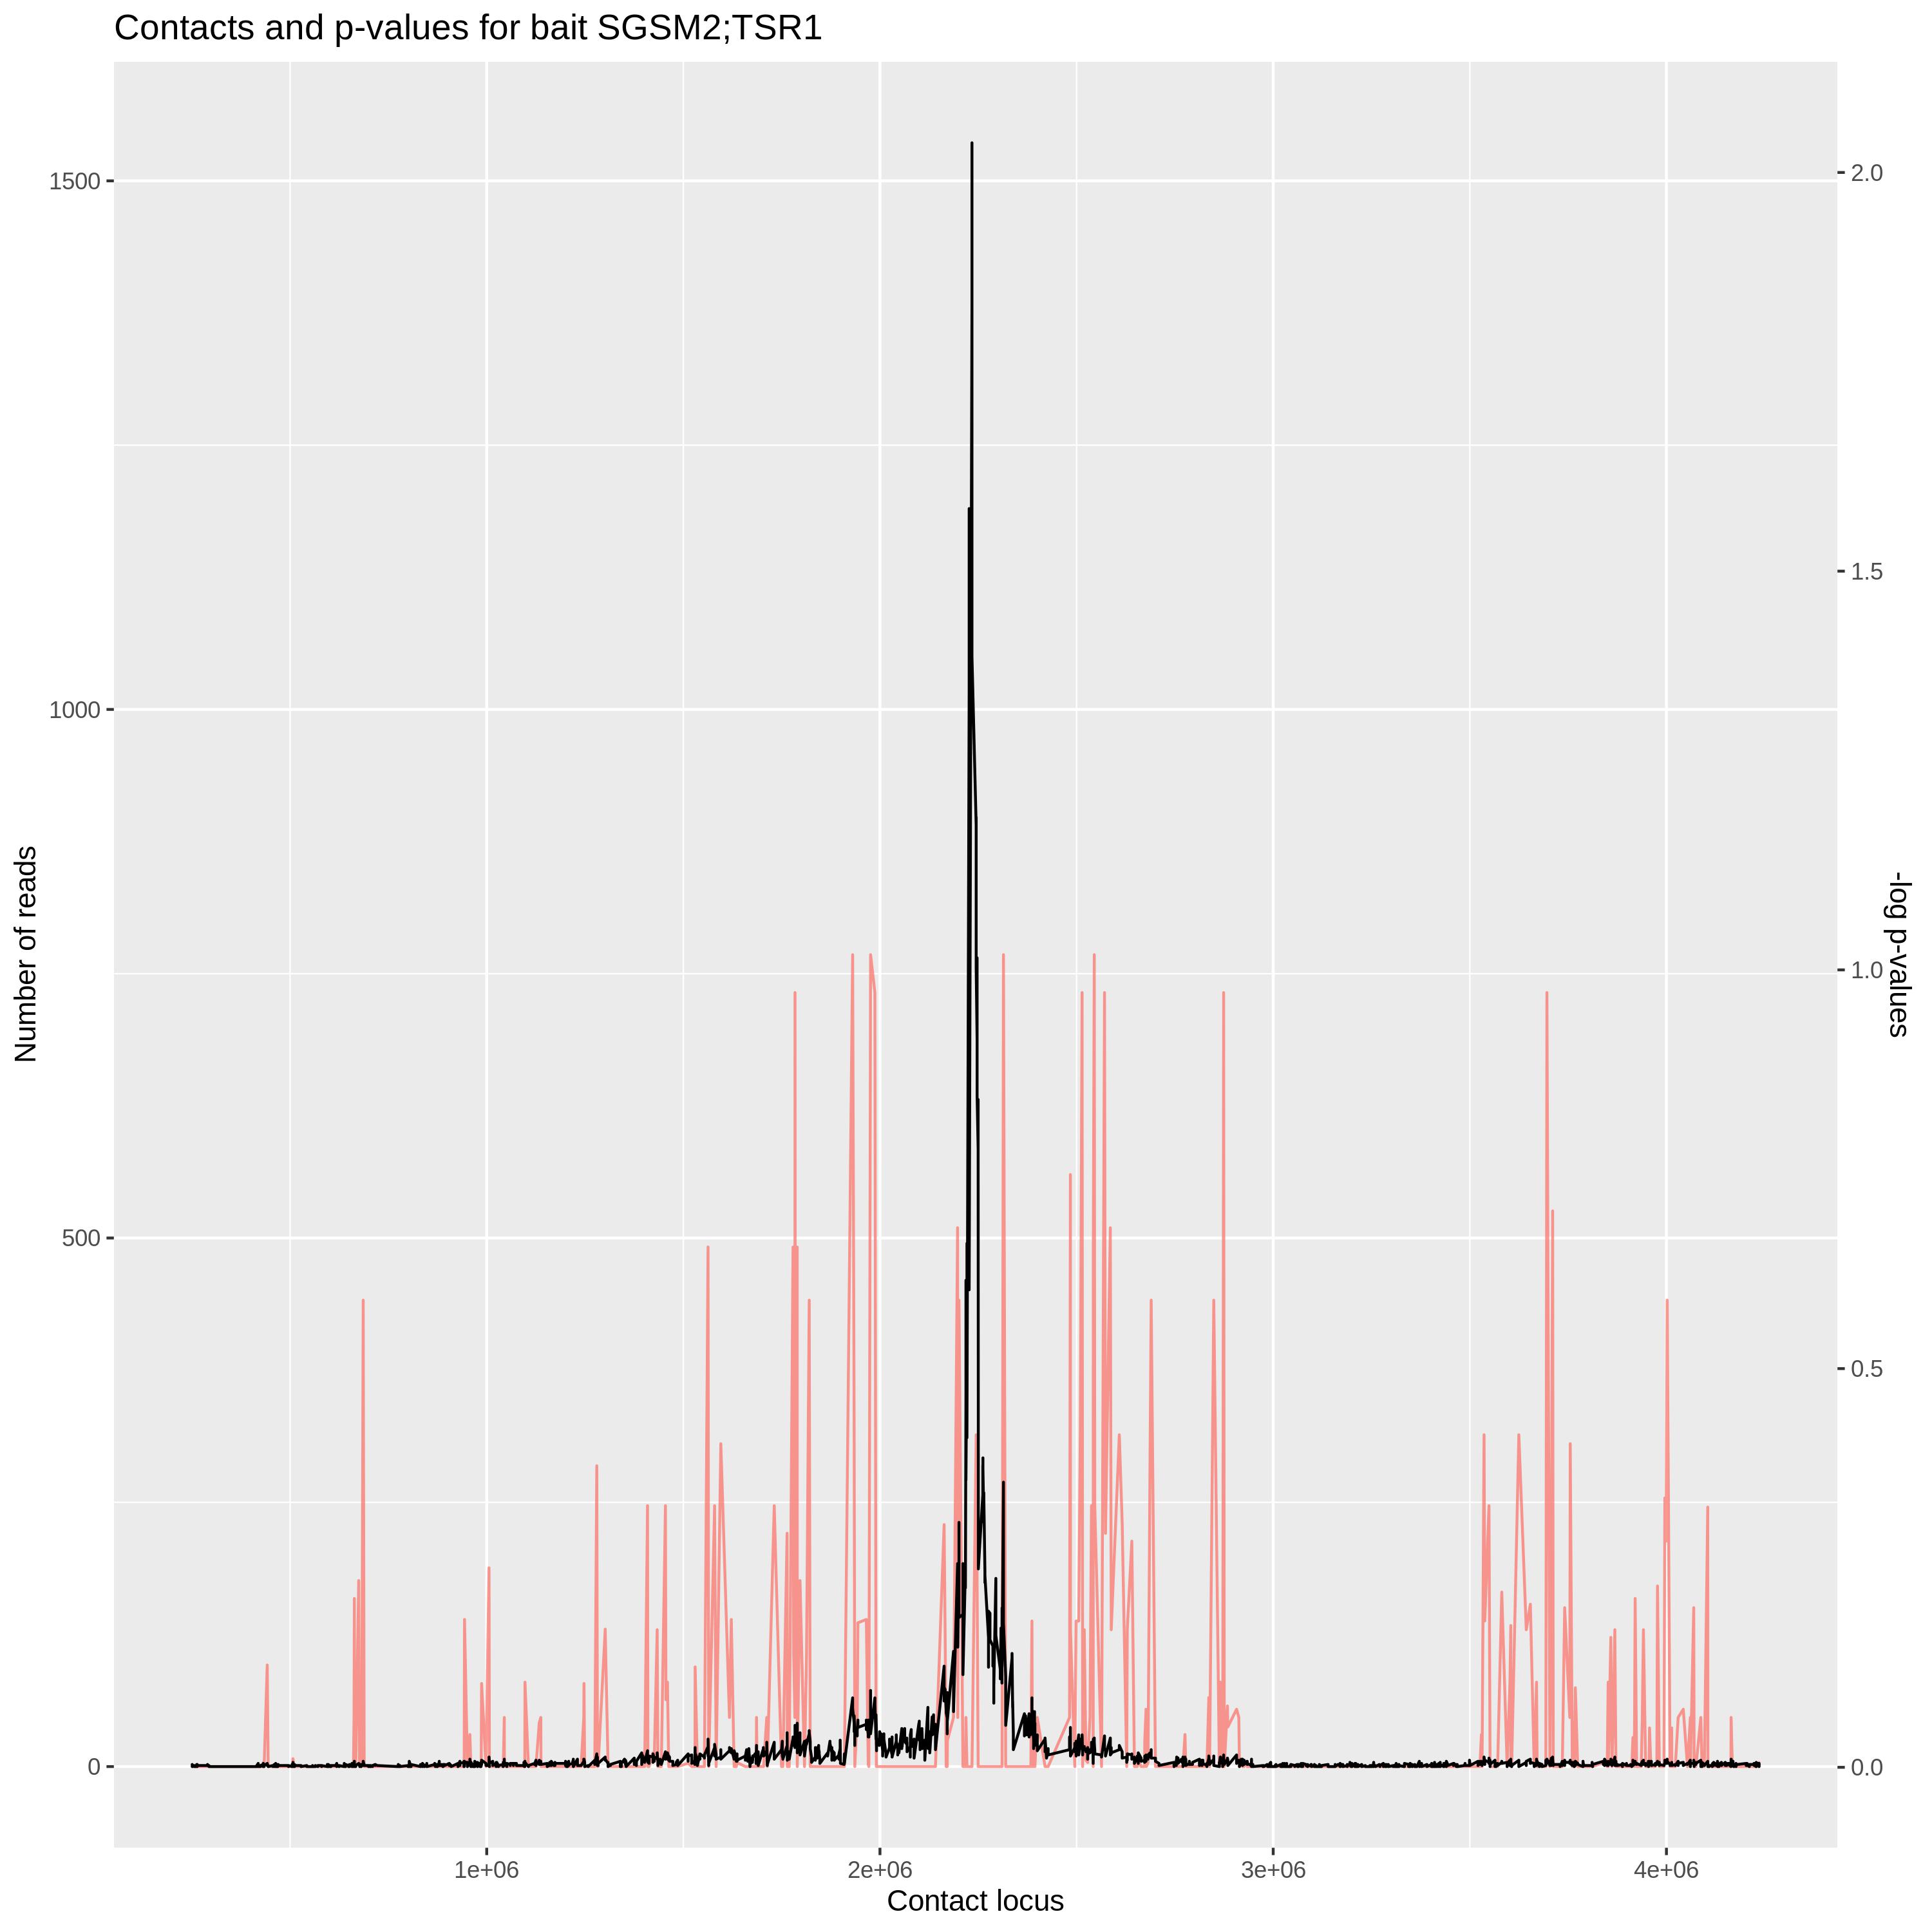 Contacts and p-values for bait SGSM2;TSR1
Number of reads
1500
1000
500
0
2.0
1.5
1.0
0.5
0.0
-log p-values
1e+06
2e+06
3e+06
4e+06
Contact locus